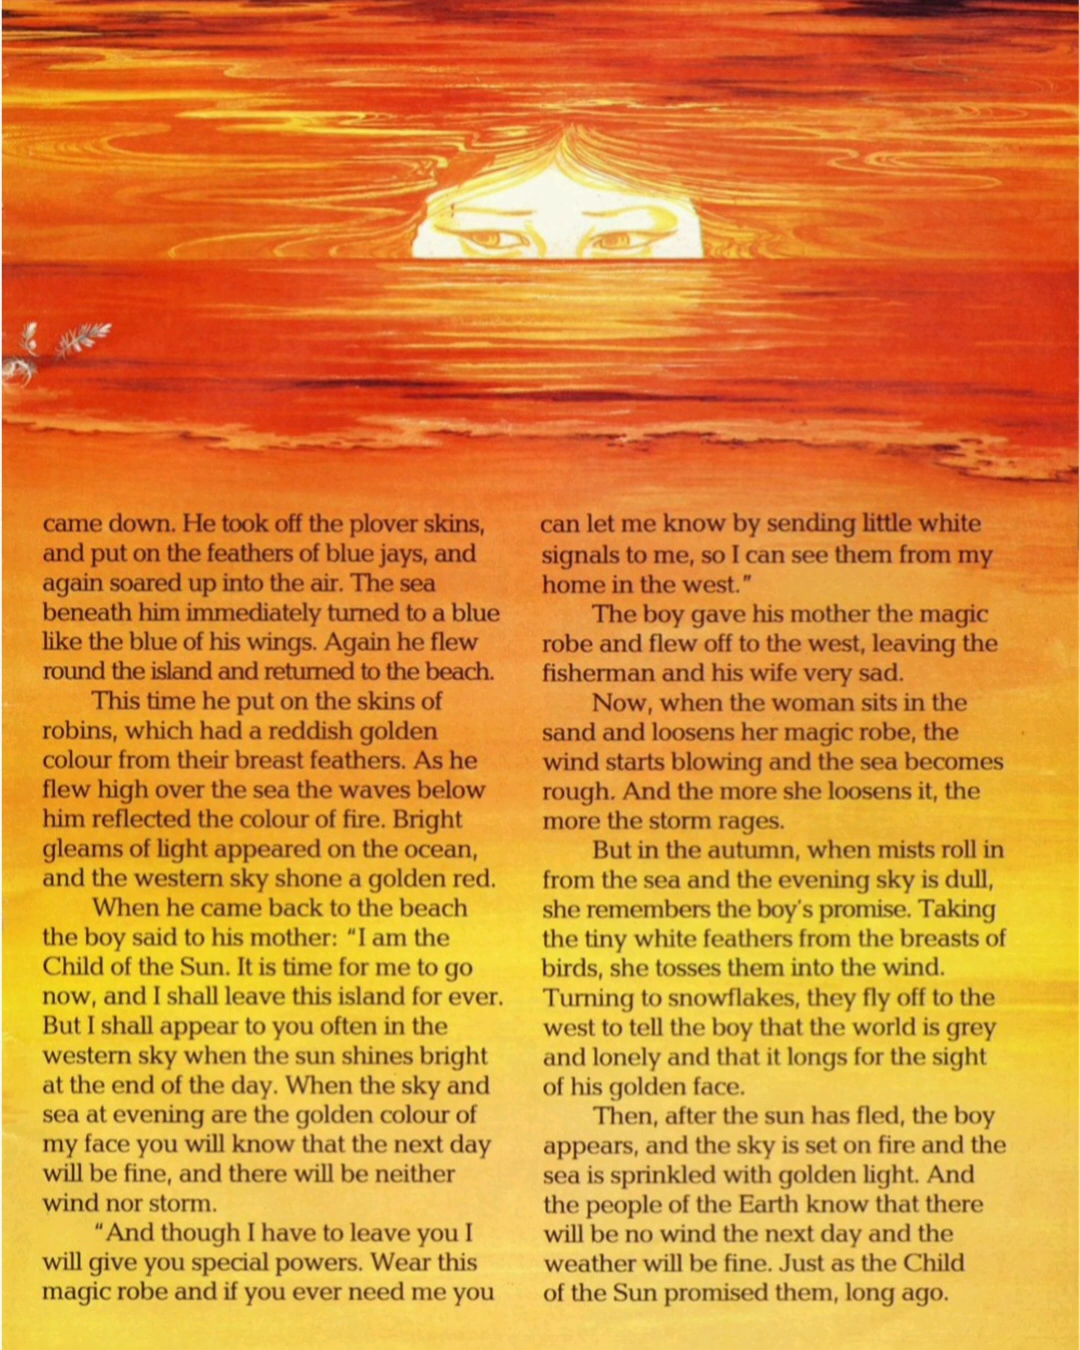 came down. He took off the plover skins,
and put on the feathers of blue jays, and
again soared up into the air. The sea
beneath him immediately turned to a blue
like the blue of his wings. Again he flew
round the island and returned to the beach.
This time he put on the skins of
robins, which had a reddish golden
colour from their breast feathers. As he
flew high over the sea the waves below
him reflected the colour of fire. Bright
gleams of light appeared on the ocean,
and the western sky shone a golden red.
When he came back to the beach
the boy said to his mother: “I am the
Child of the Sun. It is time for me to go
now, and I shall leave this island for ever.
But I shall appear to you often in the
western sky when the sun shines bright
at the end of the day. When the sky and
sea at evening are the golden colour of
my face you will know that the next day
will be fine, and there will be neither
wind nor storm.
“And though I have to leave you I
will give you special powers. Wear this
magic robe and if you ever need me you
can let me know by sending little white
signals to me, so I can see them from my
home in the west.”
The boy gave his mother the magic
robe and flew off to the west, leaving the
fisherman and his wife very sad.
Now, when the woman sits in the
sand and loosens her magic robe, the
wind starts blowing and the sea becomes
rough. And the more she loosens it, the
more the storm rages.
But in the autumn, when mists roll in
from the sea and the evening sky is dull,
she remembers the boy's promise. Taking
the tiny white feathers from the breasts of
birds, she tosses them into the wind.
Turning to snowflakes, they fly off to the
west to tell the boy that the world is grey
and lonely and that it longs for the sight
of his golden face.
Then, after the sun has fled, the boy
appears, and the sky is set on fire and the
sea is sprinkled with golden light. And
the people of the Earth know that there
will be no wind the next day and the
weather will be fine. Just as the Child
of the Sun promised them, long ago.